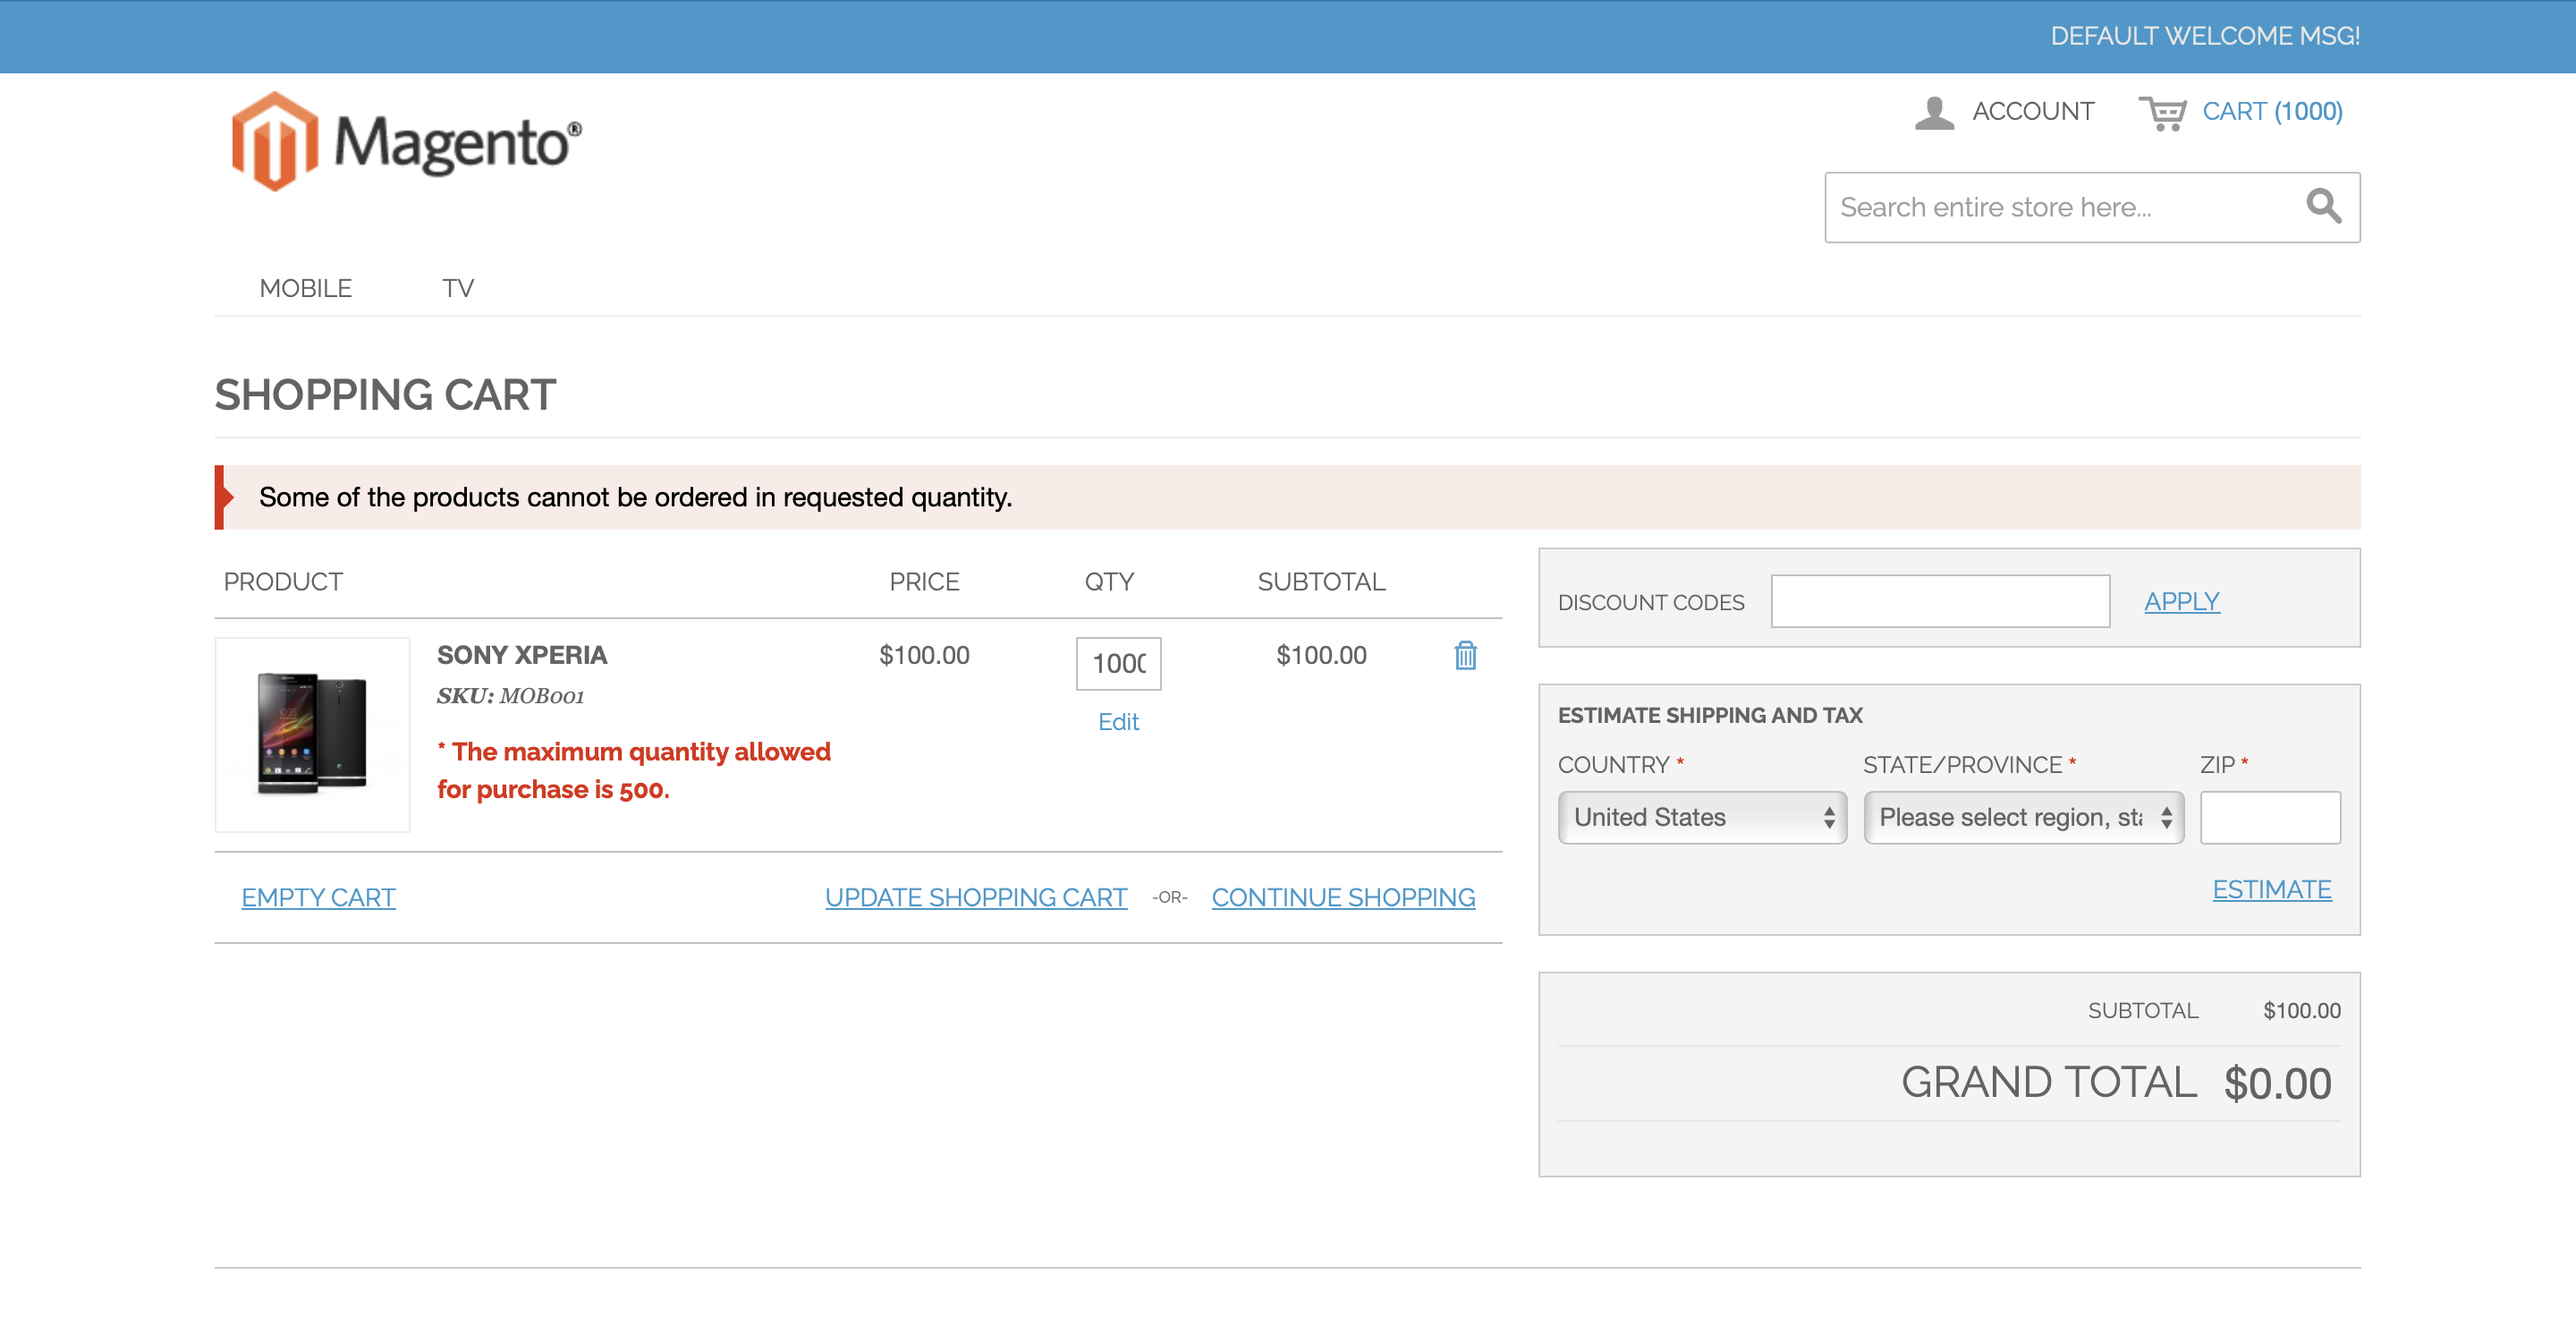 DEFAULT WELCOME MSG!
Magento®
ACCOUNT
CART (1000)
Search entire store here...
MOBILE TV
SHOPPING CART
Some of the products cannot be ordered in requested quantity.
PRODUCT PRICE QTY SUBTOTAL
SONY XPERIA $100.00 1000 $100.00
SKU: MOB001
Edit
* The maximum quantity allowed
for purchase is 500.
EMPTY CART UPDATE SHOPPING CART -OR- CONTINUE SHOPPING
DISCOUNT CODES APPLY
ESTIMATE SHIPPING AND TAX
COUNTRY * STATE/PROVINCE * ZIP *
United States Please select region, sta
ESTIMATE
SUBTOTAL $100.00
GRAND TOTAL $0.00